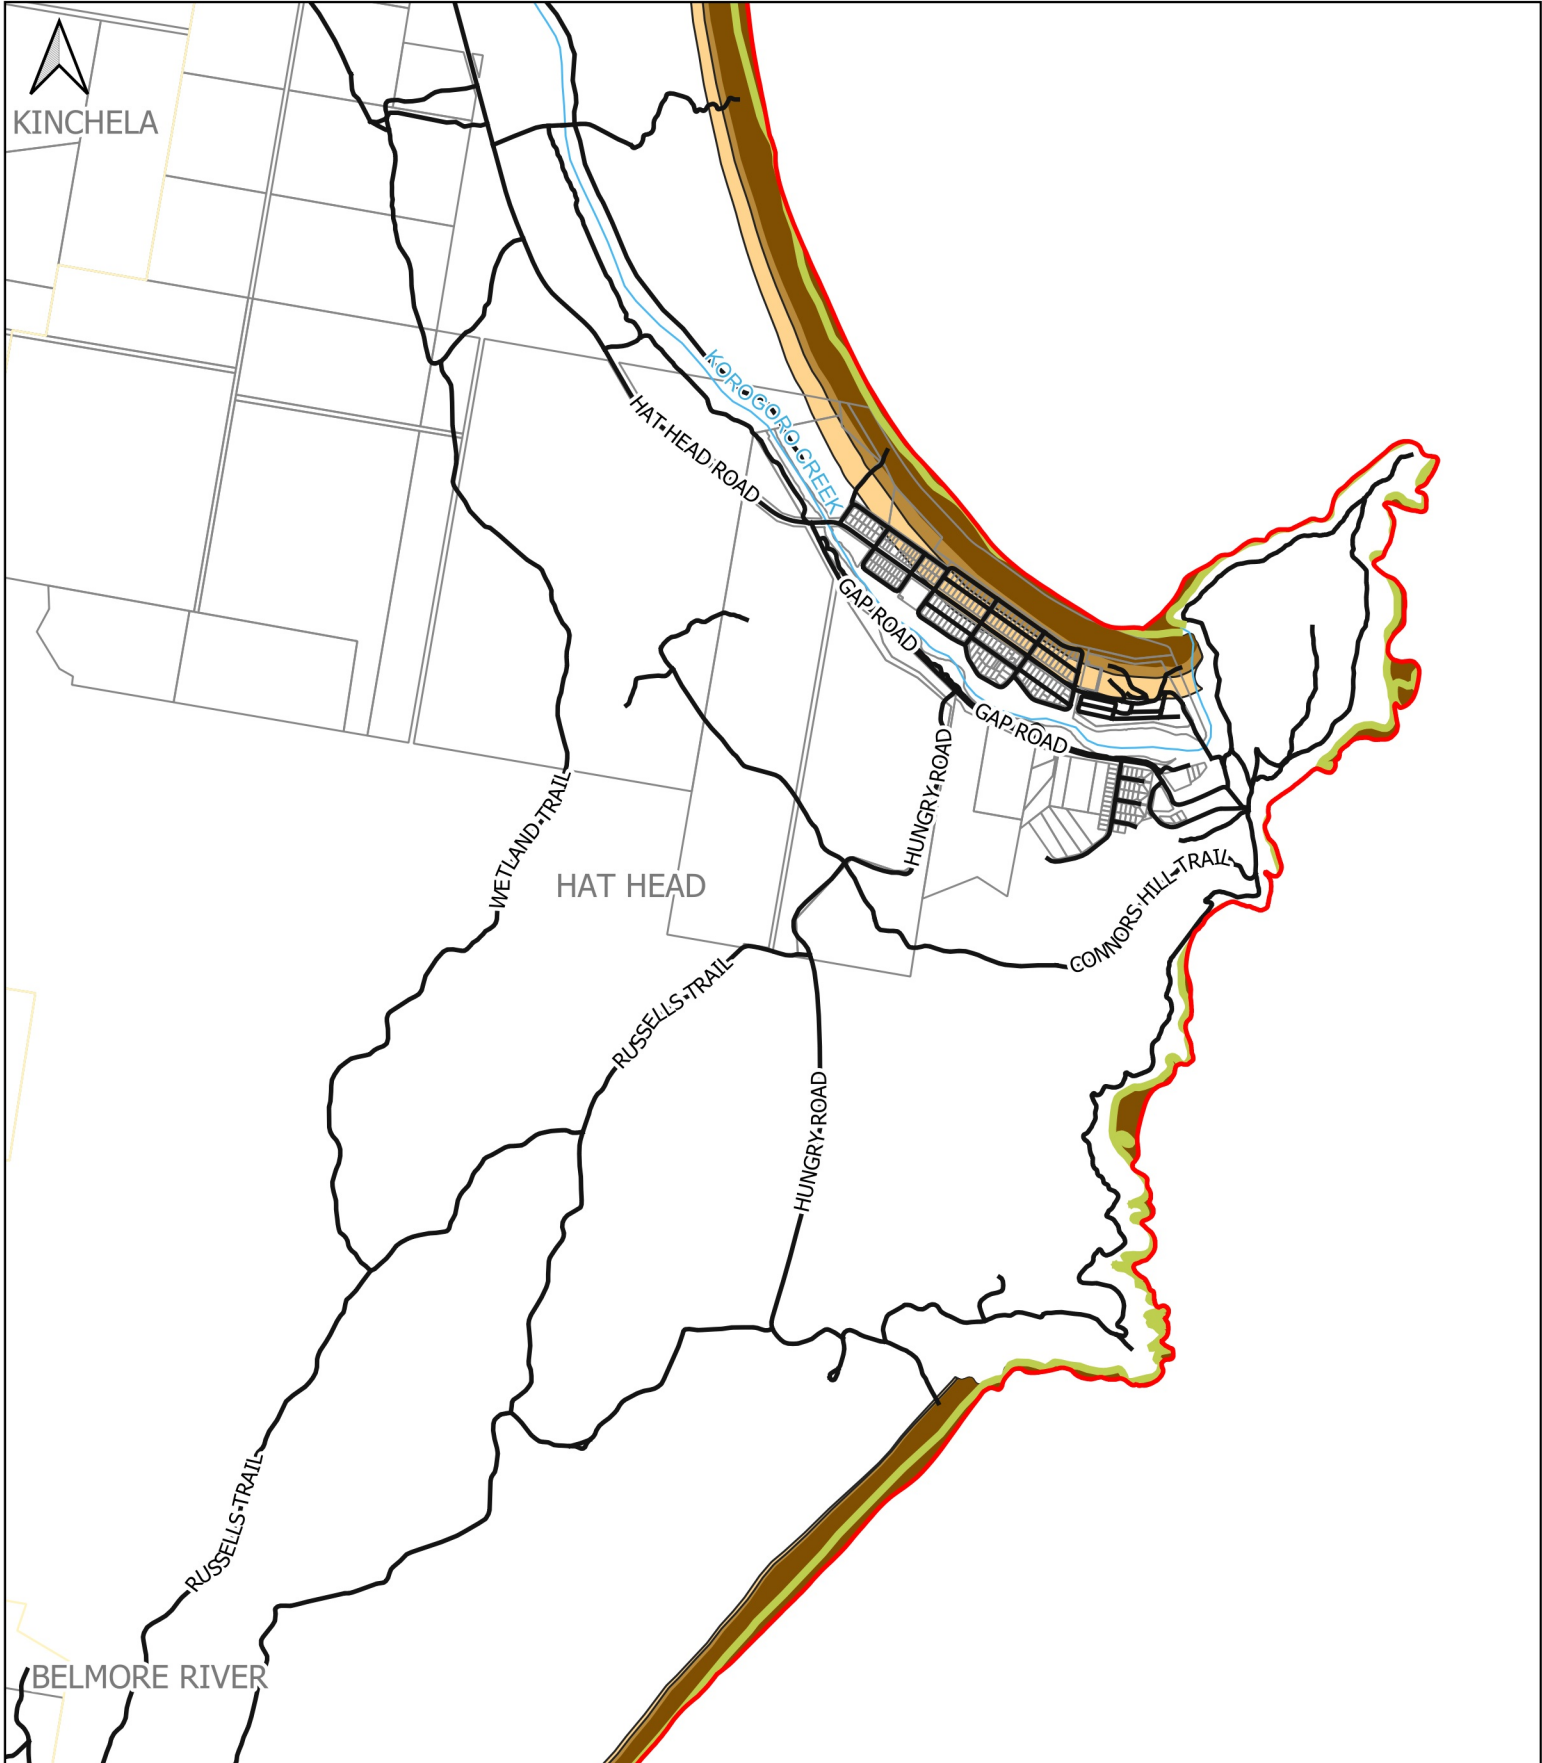 KINCHELA
KOROGORO CREEK
HAT HEAD ROAD
GAP ROAD
GAP ROAD
HUNGRY ROAD
WETLAND TRAIL
HAT HEAD
CONNORS HILL TRAIL
RUSSELLS TRAIL
HUNGRY ROAD
RUSSELLS TRAIL
BELMORE RIVER